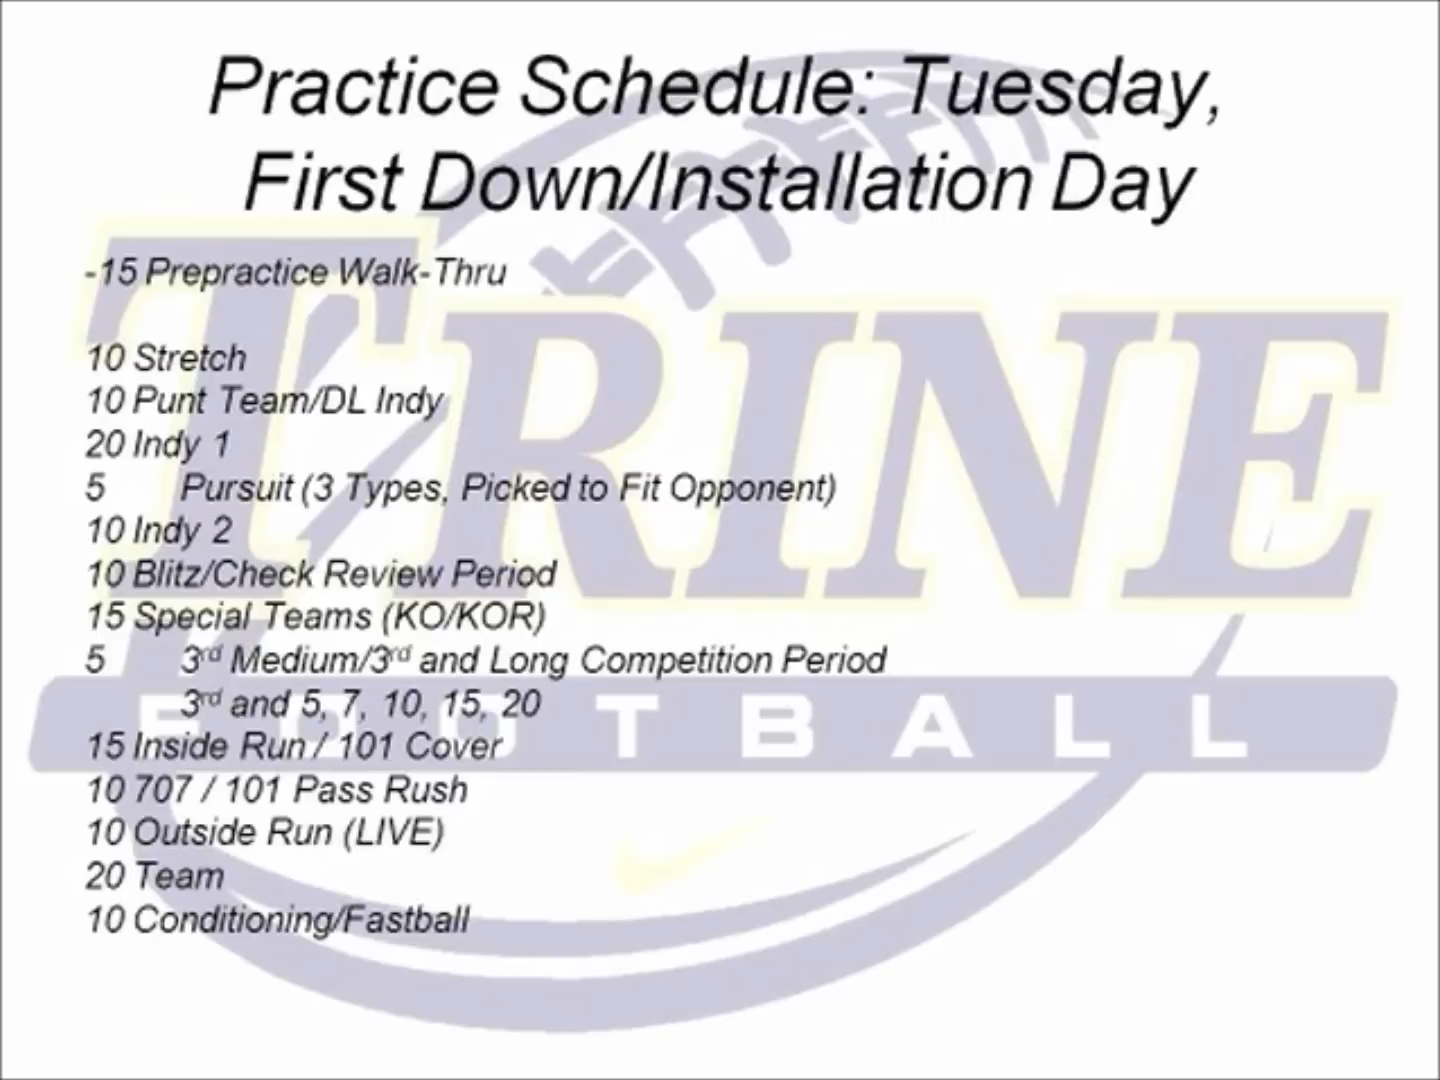 Practice Schedule: Tuesday,
First Down/Installation Day
-15 Prepractice Walk-Thru
10 Stretch
10 Punt Team/DL Indy
20 Indy 1
5 Pursuit (3 Types, Picked to Fit Opponent)
10 Indy 2
10 Blitz/Check Review Period
15 Special Teams (KO/KOR)
5 3rd Medium/3rd and Long Competition Period
3rd and 5, 7, 10, 15, 20
15 Inside Run / 101 Cover
10 707 / 101 Pass Rush
10 Outside Run (LIVE)
20 Team
10 Conditioning/Fastball
TRINE
FOOTBALL